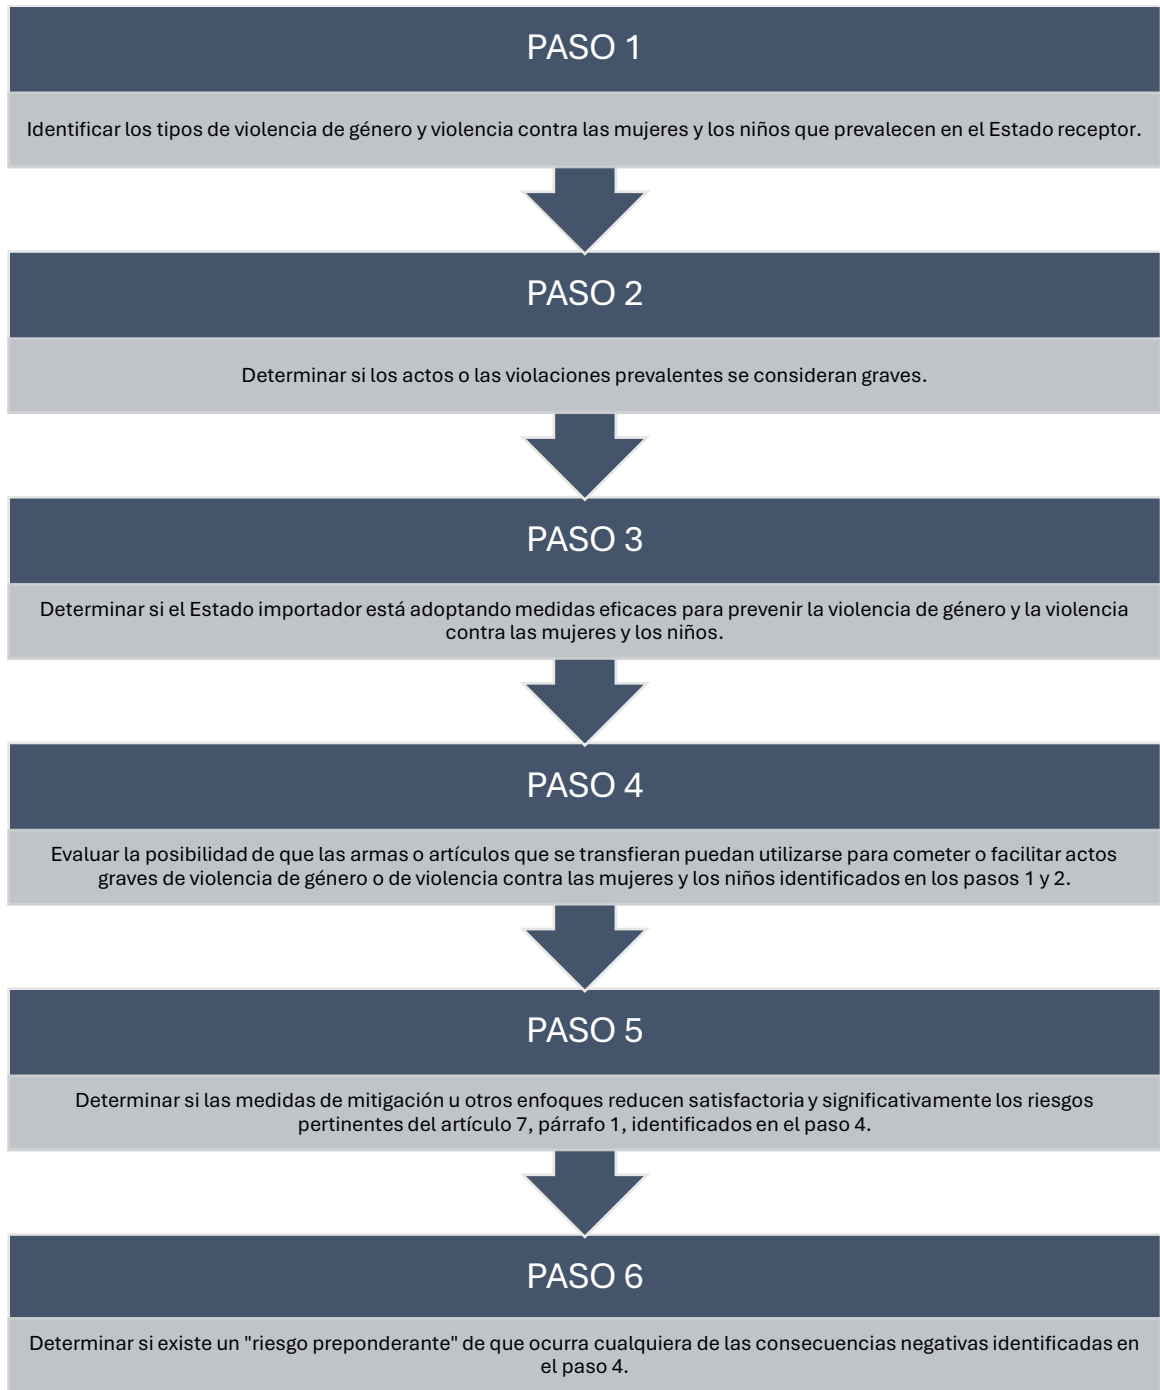 PASO 1
Identificar los tipos de violencia de género y violencia contra las mujeres y los niños que prevalecen en el Estado receptor.
PASO 2
Determinar si los actos o las violaciones prevalentes se consideran graves.
PASO 3
Determinar si el Estado importador está adoptando medidas eficaces para prevenir la violencia de género y la violencia
contra las mujeres y los niños.
PASO 4
Evaluar la posibilidad de que las armas o artículos que se transfieran puedan utilizarse para cometer o facilitar actos
graves de violencia de género o de violencia contra las mujeres y los niños identificados en los pasos 1 y 2.
PASO 5
Determinar si las medidas de mitigación u otros enfoques reducen satisfactoria y significativamente los riesgos
pertinentes del artículo 7, párrafo 1, identificados en el paso 4.
PASO 6
Determinar si existe un "riesgo preponderante" de que ocurra cualquiera de las consecuencias negativas identificadas en
el paso 4.